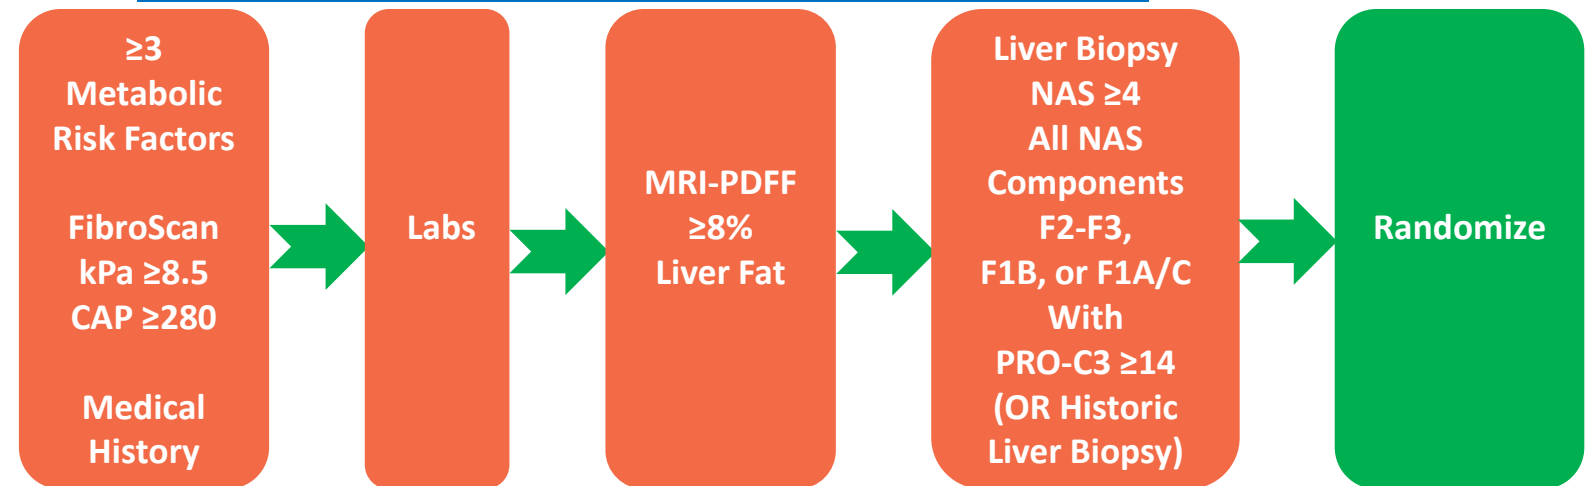 ≥3
Metabolic
Risk Factors
FibroScan
kPa ≥8.5
CAP ≥280
Medical
History
Labs
MRI-PDFF
≥8%
Liver Fat
Liver Biopsy
NAS ≥4
All NAS
Components
F2-F3,
F1B, or F1A/C
With
PRO-C3 ≥14
(OR Historic
Liver Biopsy)
Randomize